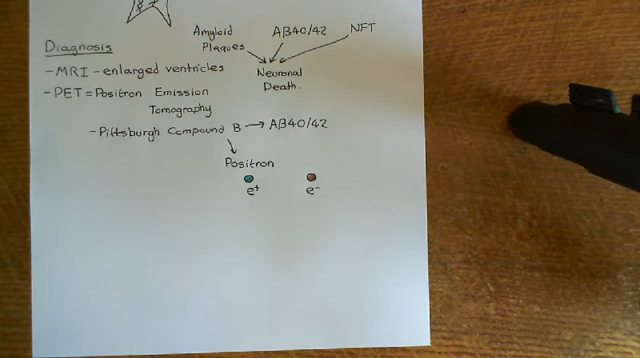 Amyloid Plaques
AB40/42
NFT
Neuronal Death.
Diagnosis
- MRI - enlarged ventricles
- PET = Positron Emission
Tomography
- Pittsburgh Compound B → AB40/42
Positron
e+
e-